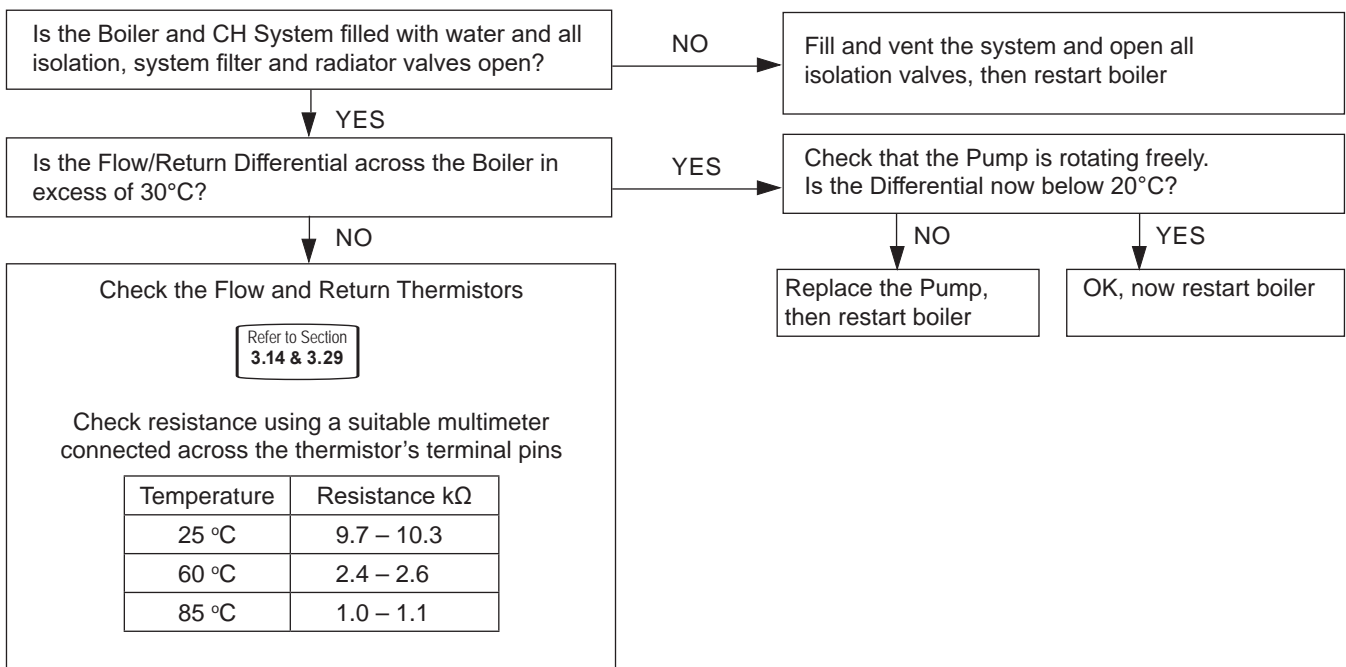 Is the Boiler and CH System filled with water and all
isolation, system filter and radiator valves open?
NO
Fill and vent the system and open all
isolation valves, then restart boiler
YES
Is the Flow/Return Differential across the Boiler in
excess of 30°C?
YES
Check that the Pump is rotating freely.
Is the Differential now below 20°C?
NO
NO
YES
Replace the Pump,
then restart boiler
OK, now restart boiler
Check the Flow and Return Thermistors
Refer to Section
3.14 & 3.29
Check resistance using a suitable multimeter
connected across the thermistor’s terminal pins
Temperature Resistance kΩ
25 °C 9.7 – 10.3
60 °C 2.4 – 2.6
85 °C 1.0 – 1.1